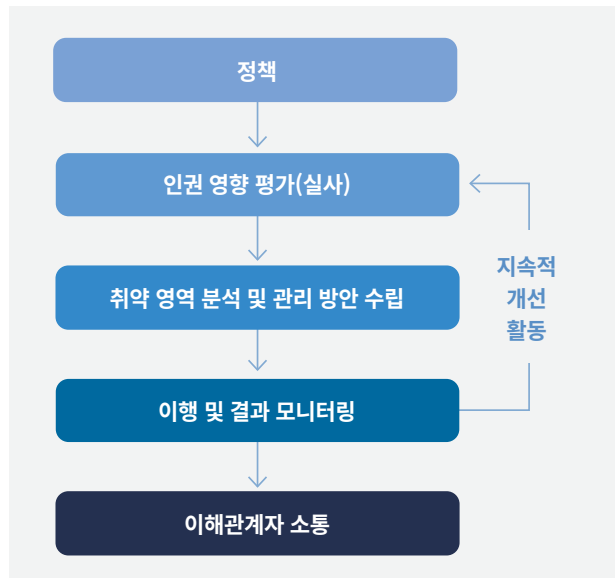 정책
인권 영향 평가(실사)
취약 영역 분석 및 관리 방안 수립
이행 및 결과 모니터링
이해관계자 소통
지속적
개선
활동